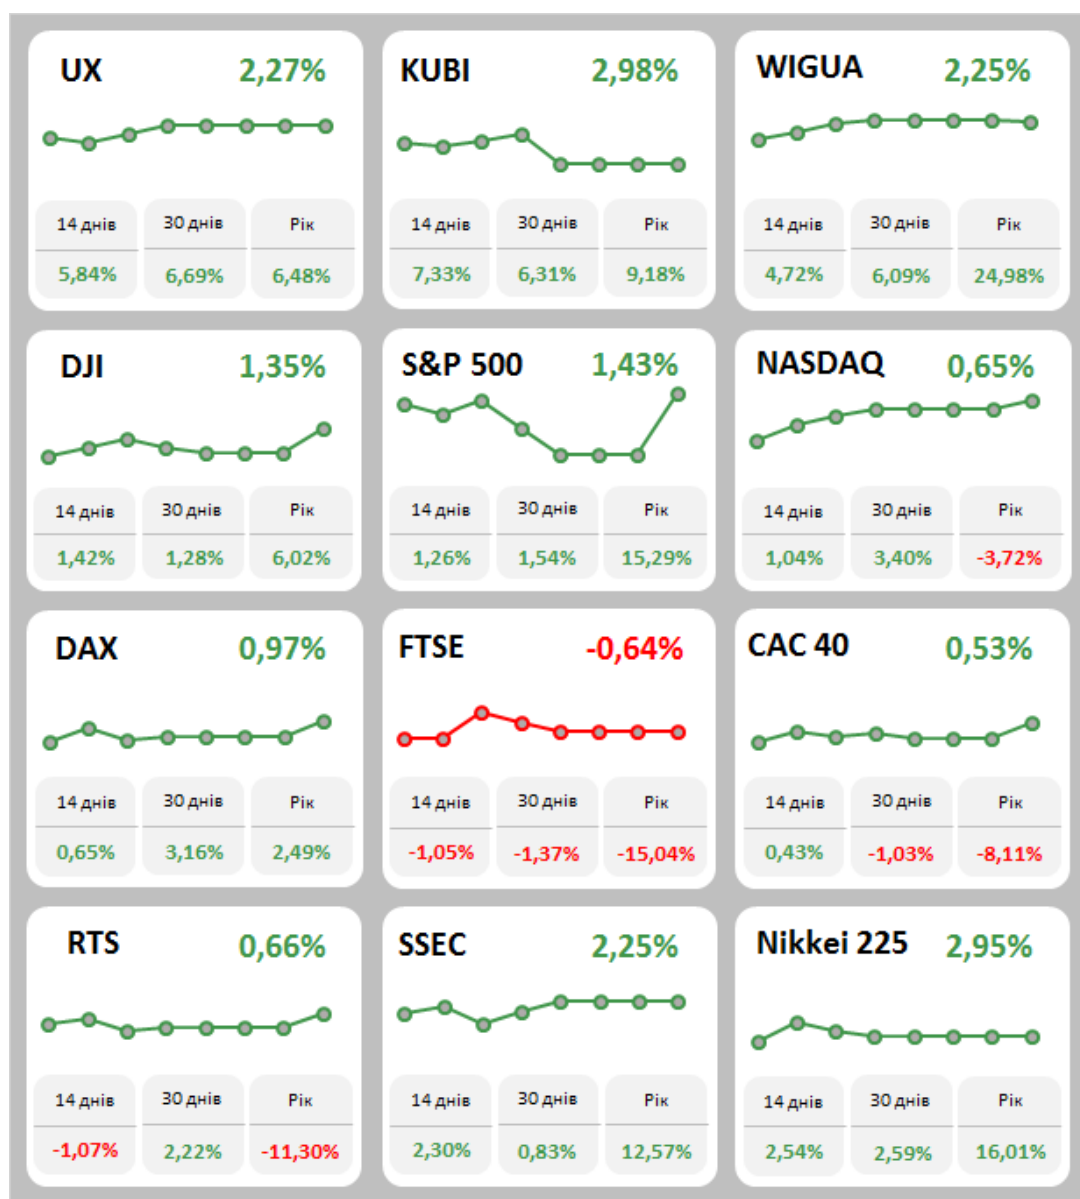 UX 2,27%
14 днів 30 днів Рік
5,84% 6,69% 6,48%
KUBI 2,98%
14 днів 30 днів Рік
7,33% 6,31% 9,18%
WIGUA 2,25%
14 днів 30 днів Рік
4,72% 6,09% 24,98%
DJI 1,35%
14 днів 30 днів Рік
1,42% 1,28% 6,02%
S&P 500 1,43%
14 днів 30 днів Рік
1,26% 1,54% 15,29%
NASDAQ 0,65%
14 днів 30 днів Рік
1,04% 3,40% -3,72%
DAX 0,97%
14 днів 30 днів Рік
0,65% 3,16% 2,49%
FTSE -0,64%
14 днів 30 днів Рік
-1,05% -1,37% -15,04%
CAC 40 0,53%
14 днів 30 днів Рік
0,43% -1,03% -8,11%
RTS 0,66%
14 днів 30 днів Рік
-1,07% 2,22% -11,30%
SSEC 2,25%
14 днів 30 днів Рік
2,30% 0,83% 12,57%
Nikkei 225 2,95%
14 днів 30 днів Рік
2,54% 2,59% 16,01%